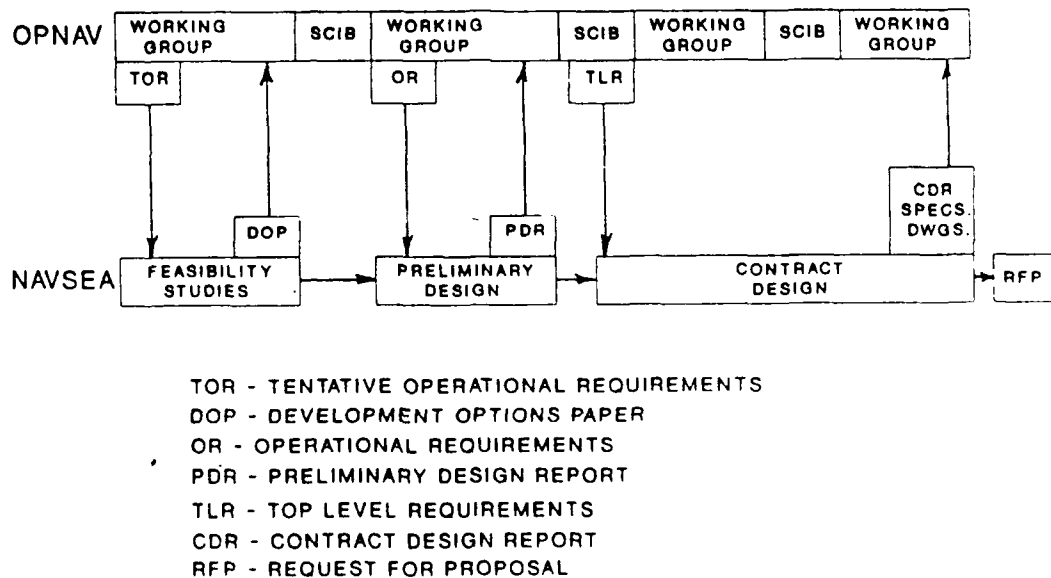 OPNAV
WORKING
GROUP
SCIB
WORKING
GROUP
SCIB
WORKING
GROUP
SCIB
WORKING
GROUP
TOR
OR
TLR
DOP
PDR
CDR
SPECS.
DWGS.
NAVSEA
FEASIBILITY
STUDIES
PRELIMINARY
DESIGN
CONTRACT
DESIGN
RFP
TOR - TENTATIVE OPERATIONAL REQUIREMENTS
DOP - DEVELOPMENT OPTIONS PAPER
OR - OPERATIONAL REQUIREMENTS
PDR - PRELIMINARY DESIGN REPORT
TLR - TOP LEVEL REQUIREMENTS
CDR - CONTRACT DESIGN REPORT
RFP - REQUEST FOR PROPOSAL